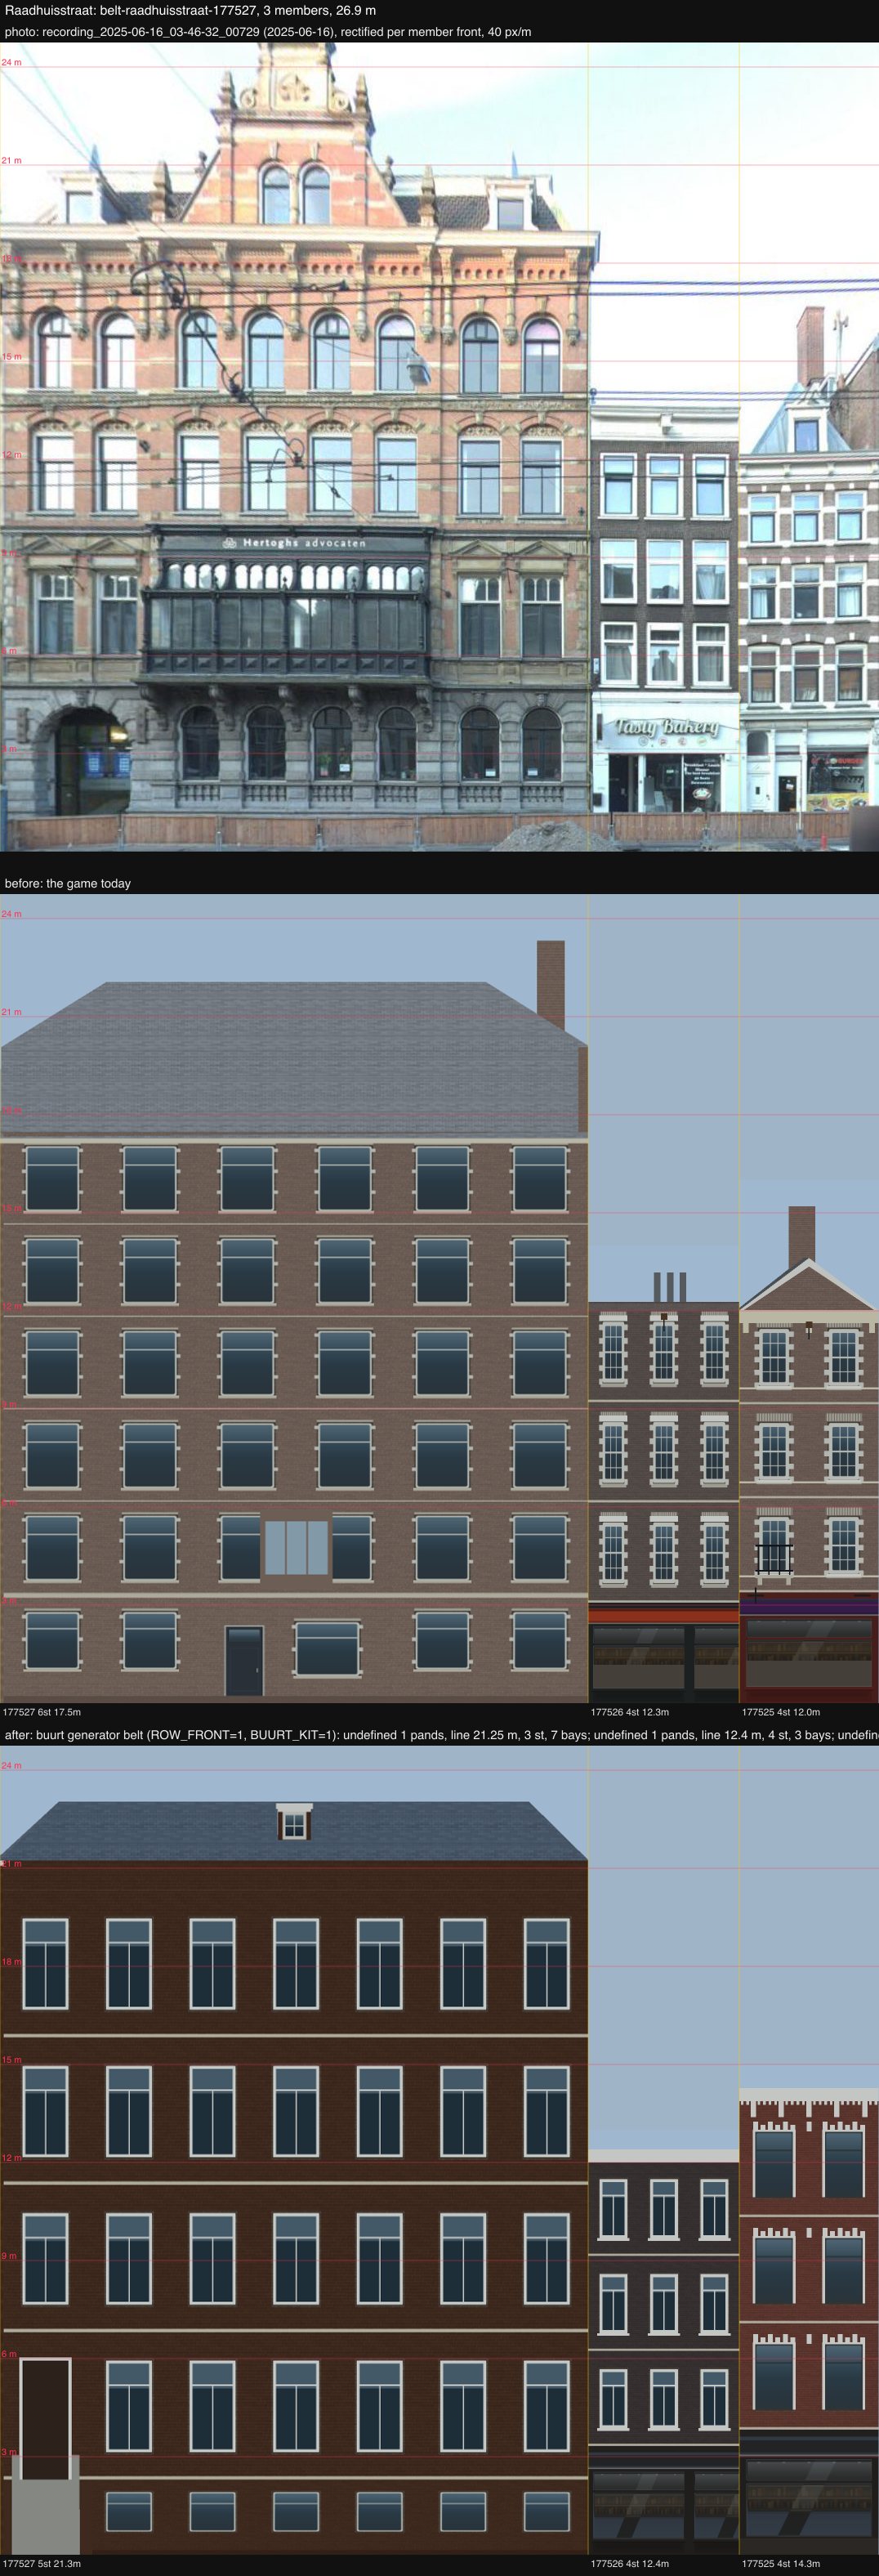 Raadhuisstraat: belt-raadhuisstraat-177527, 3 members, 26.9 m
photo: recording_2025-06-16_03-46-32_00729 (2025-06-16), rectified per member front, 40 px/m
24 m
21 m
15 m
12 m
Hertoghs advocaten
Tasty Bakery
before: the game today
24 m
21 m
177527 6st 17.5m
177526 4st 12.3m
177525 4st 12.0m
after: buurt generator belt (ROW_FRONT=1, BUURT_KIT=1): undefined 1 pands, line 21.25 m, 3 st, 7 bays; undefined 1 pands, line 12.4 m, 4 st, 3 bays; undefin
24 m
21 m
18 m
15 m
12 m
9 m
6 m
3 m
177527 5st 21.3m
177526 4st 12.4m
177525 4st 14.3m